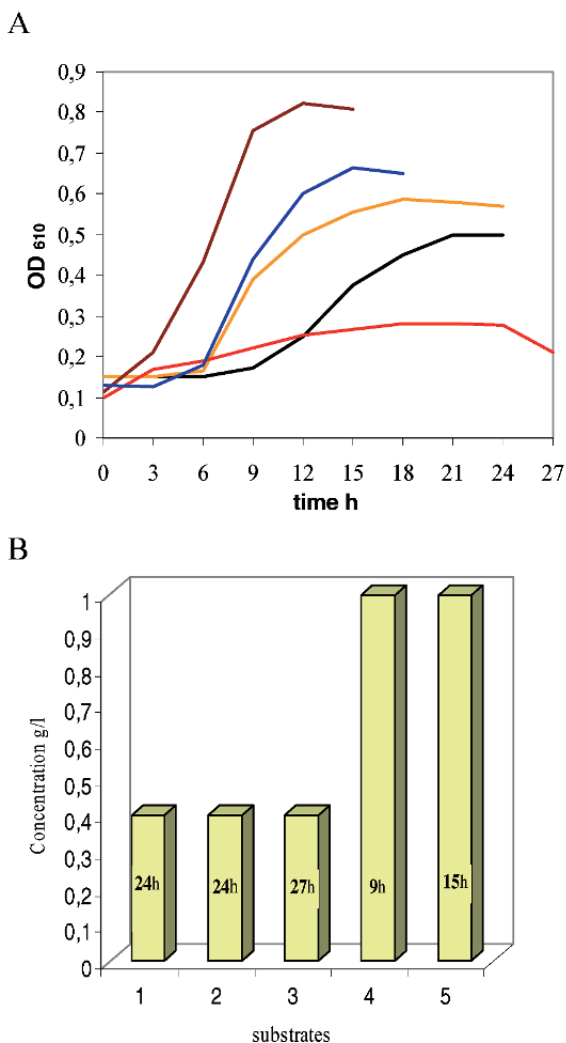 A
0,9
0,8
0,7
0,6
0,5
0,4
0,3
0,2
0,1
0
OD 610
0 3 6 9 12 15 18 21 24 27
time h
B
1
0,9
0,8
0,7
0,6
0,5
0,4
0,3
0,2
0,1
0
Concentration g/l
24h 24h 27h 9h 15h
1 2 3 4 5
substrates